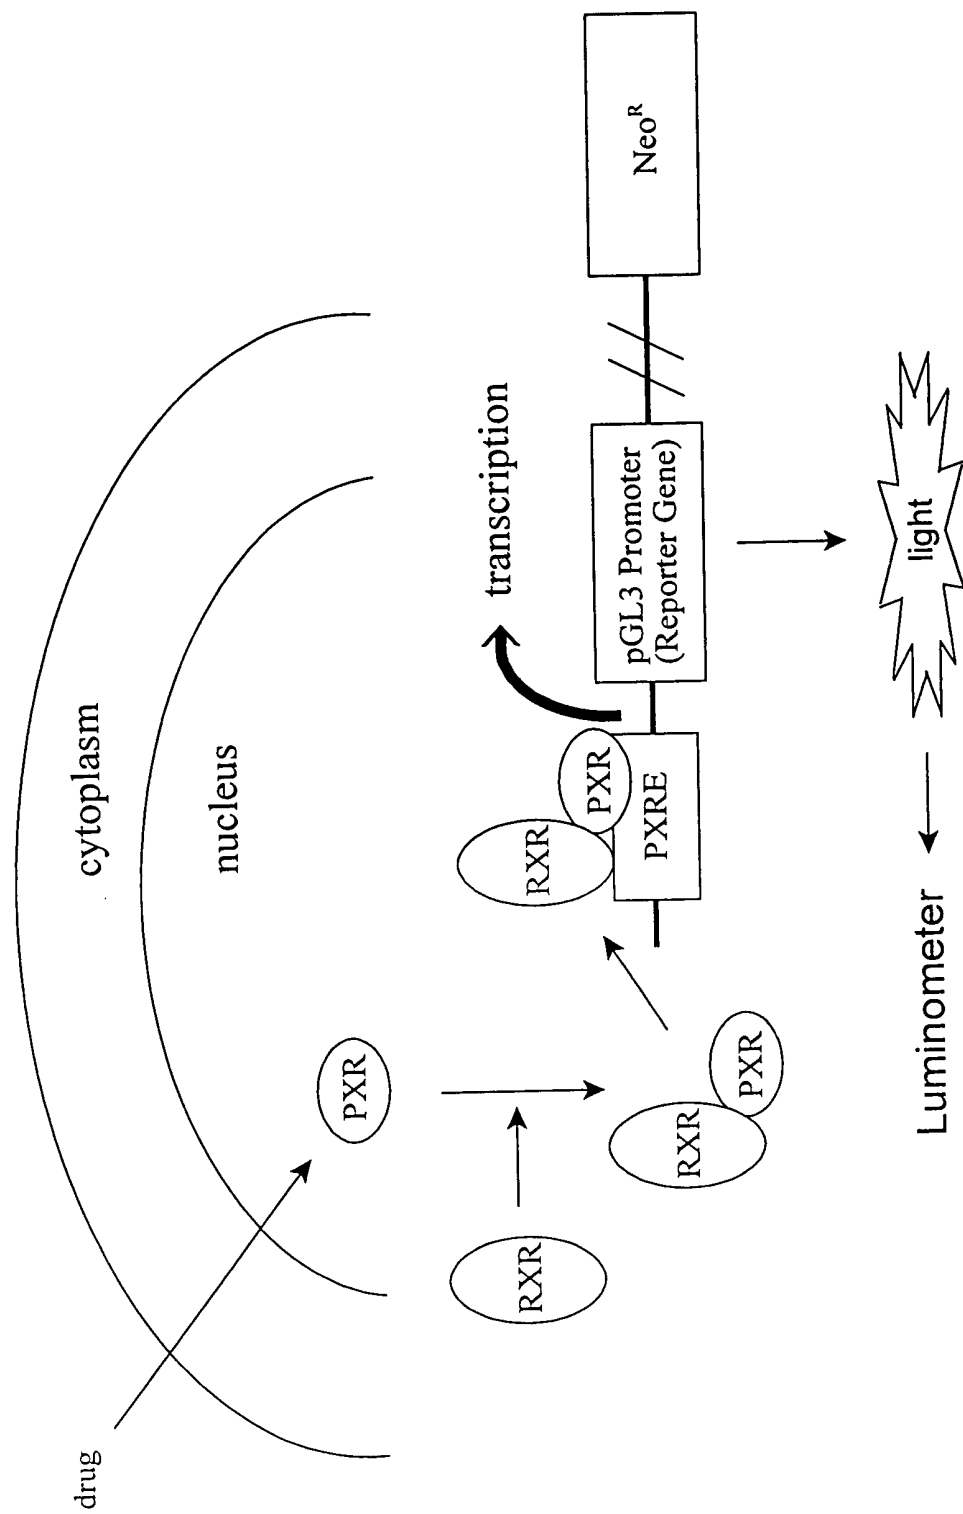 drug
cytoplasm
nucleus
PXR
RXR
transcription
RXR
PXR
RXR
PXR
PXRE
pGL3 Promoter
(Reporter Gene)
Neo^R
Luminometer
light